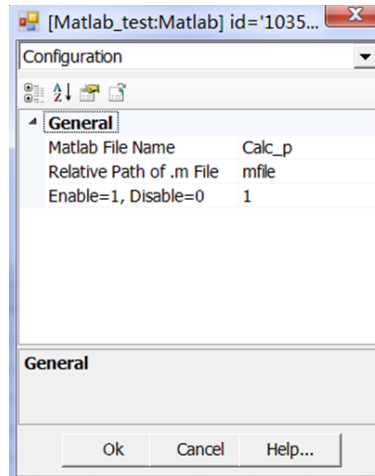 [Matlab_test:Matlab] id='1035...
Configuration
General
Matlab File Name Calc_p
Relative Path of .m File mfile
Enable=1, Disable=0 1
General
Ok Cancel Help...